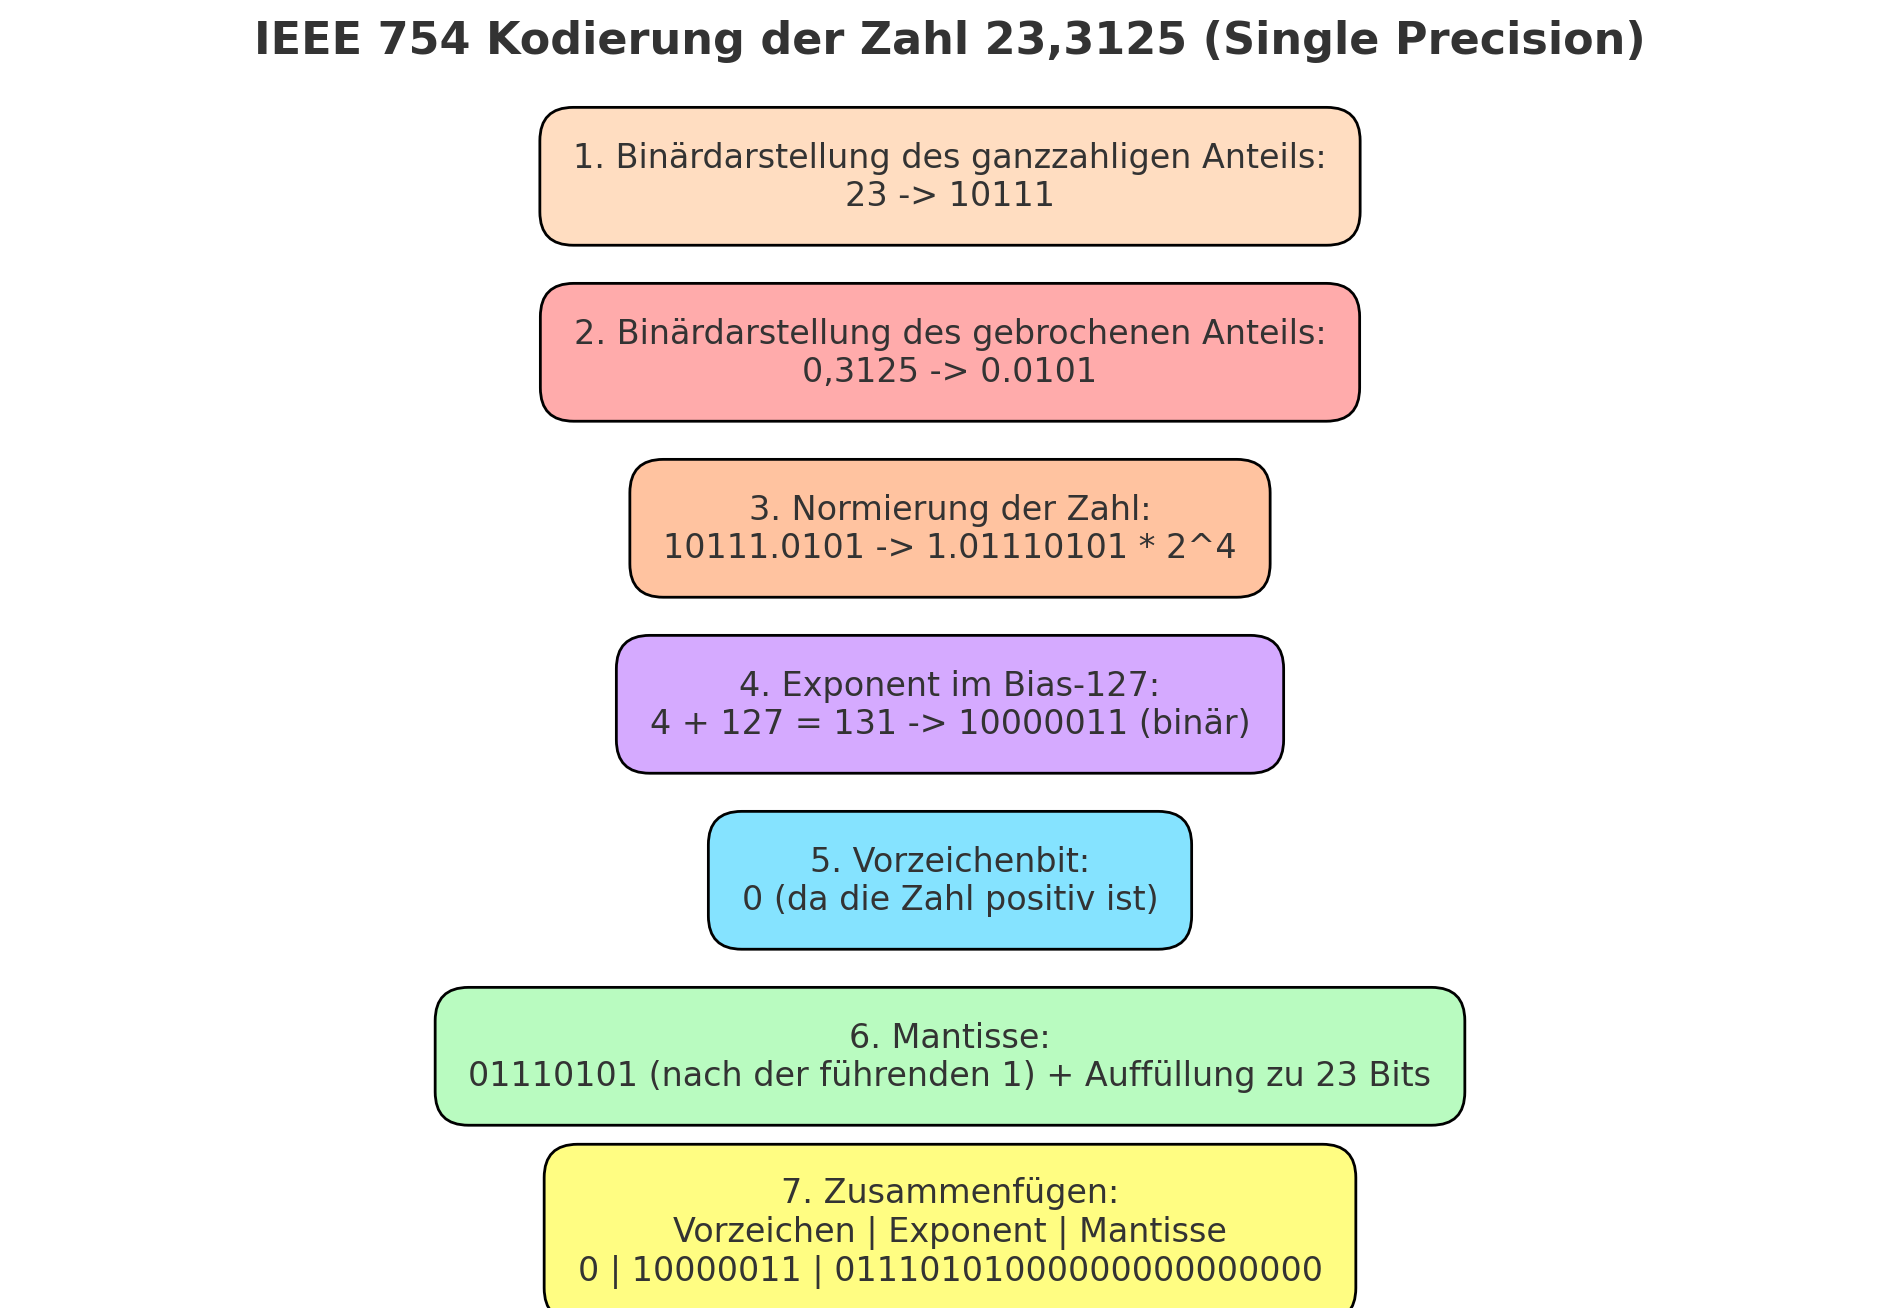 IEEE 754 Kodierung der Zahl 23,3125 (Single Precision)
1. Binärdarstellung des ganzzahligen Anteils:
23 -> 10111
2. Binärdarstellung des gebrochenen Anteils:
0,3125 -> 0.0101
3. Normierung der Zahl:
10111.0101 -> 1.01110101 * 2^4
4. Exponent im Bias-127:
4 + 127 = 131 -> 10000011 (binär)
5. Vorzeichenbit:
0 (da die Zahl positiv ist)
6. Mantisse:
01110101 (nach der führenden 1) + Auffüllung zu 23 Bits
7. Zusammenfügen:
Vorzeichen | Exponent | Mantisse
0 | 10000011 | 01110101000000000000000